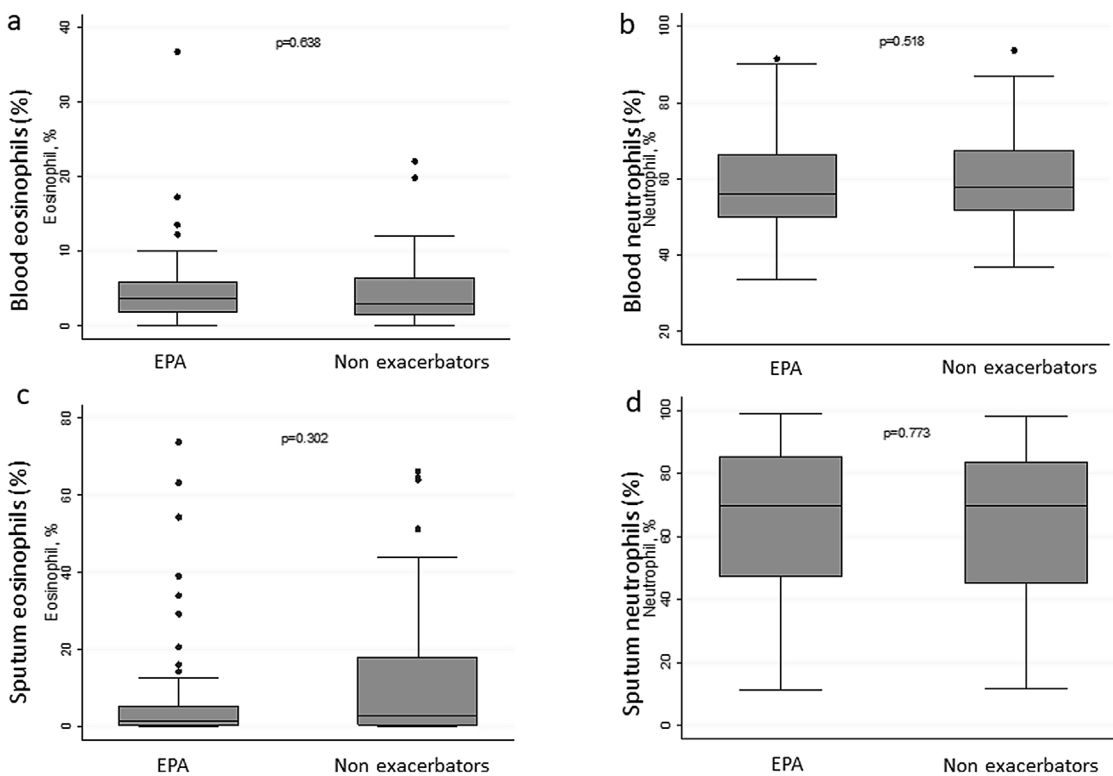 a
Blood eosinophils (%)
Eosinophil, %
40
30
20
10
0
p=0.638
EPA
Non exacerbators
b
Blood neutrophils (%)
Neutrophil, %
100
80
60
40
20
p=0.518
EPA
Non exacerbators
c
Sputum eosinophils (%)
Eosinophil, %
80
60
40
20
0
p=0.302
EPA
Non exacerbators
d
Sputum neutrophils (%)
Neutrophil, %
100
80
60
40
20
0
p=0.773
EPA
Non exacerbators